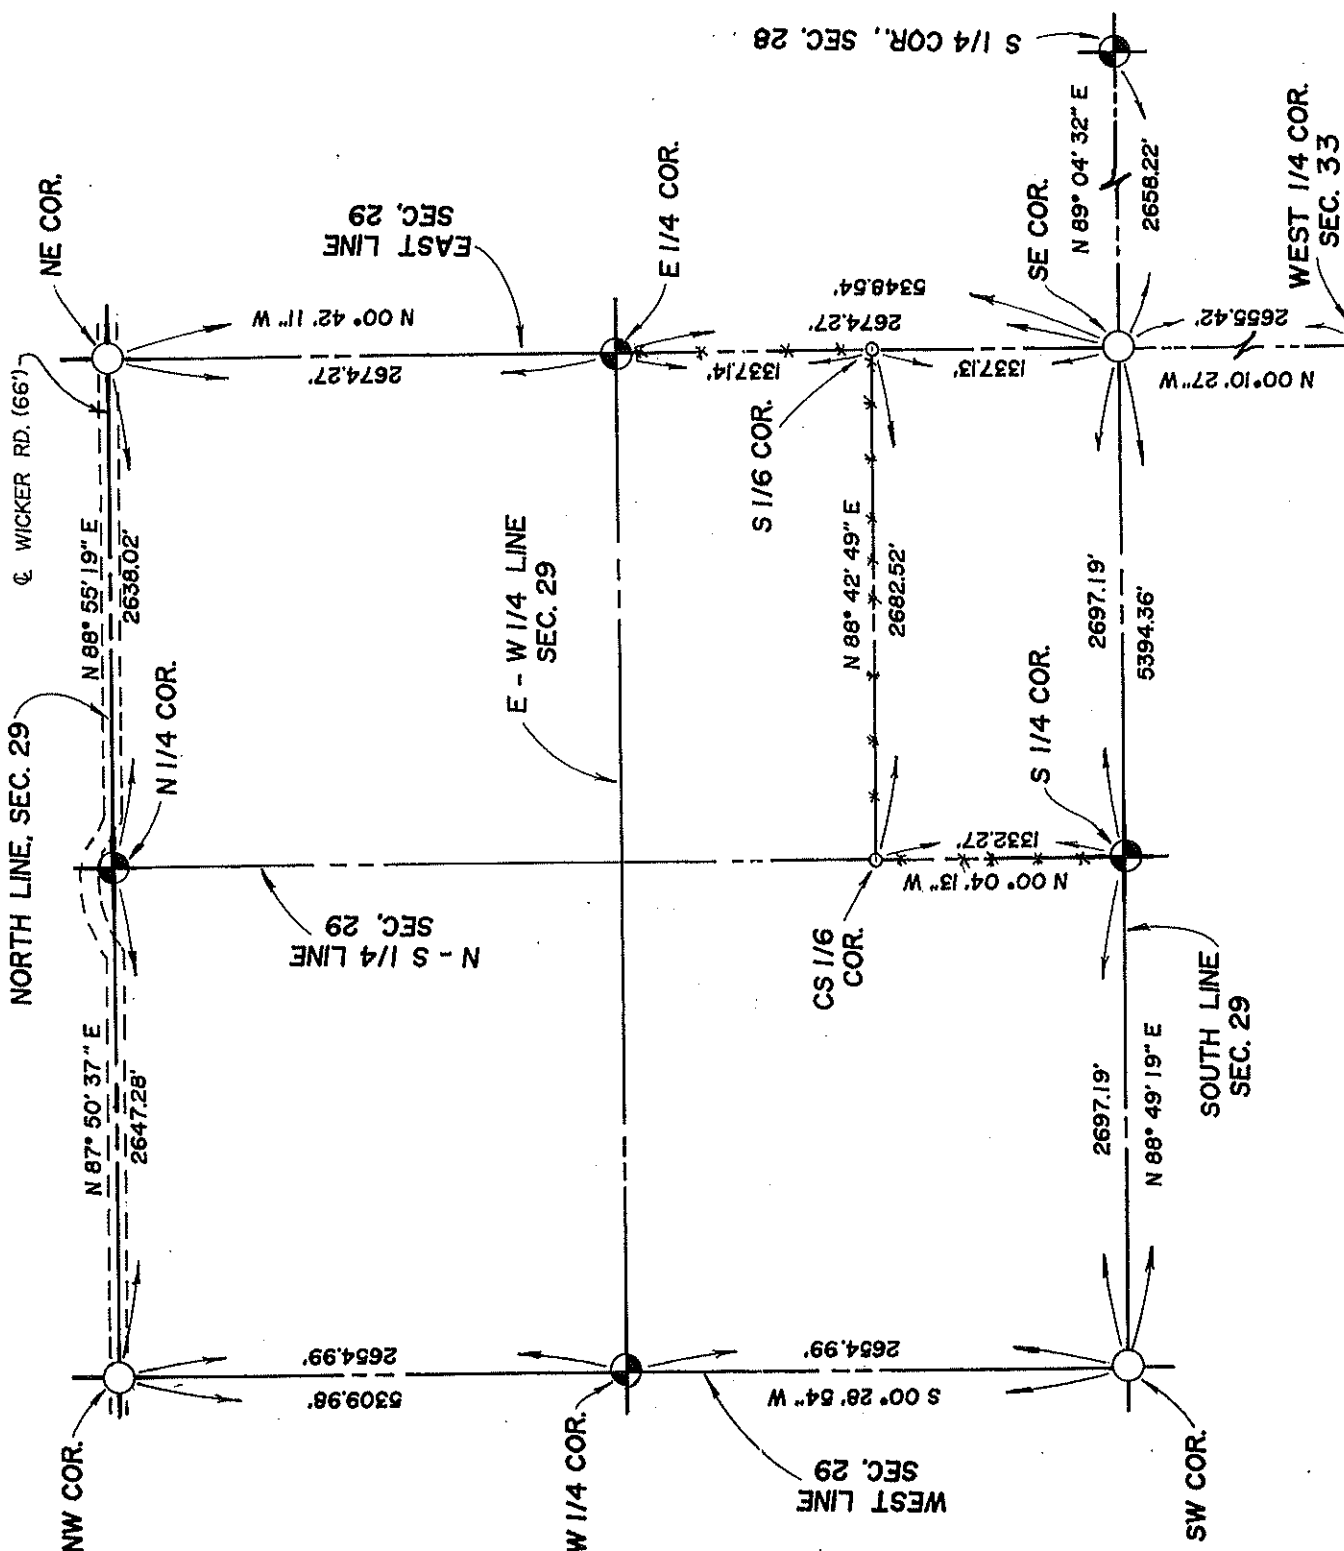 ℄ WICKER RD. (66')
NORTH LINE, SEC. 29
NW COR.
N 87° 50' 37" E
2647.28'
N 1/4 COR.
N 88° 55' 19" E
2638.02'
NE COR.
5309.98'
2654.99'
N - S 1/4 LINE
SEC. 29
2674.27'
N 00° 42' 11" W
EAST LINE
SEC. 29
W 1/4 COR.
E - W 1/4 LINE
SEC. 29
E 1/4 COR.
WEST LINE
SEC. 29
S 00° 28' 54" W
2654.99'
CS 1/6
COR.
N 88° 42' 49" E
2682.52'
S 1/6 COR.
1337.14'
2674.27'
5348.54'
1337.13'
N 00° 04' 13" W
1332.27'
SW COR.
2697.19'
N 88° 49' 19" E
SOUTH LINE
SEC. 29
S 1/4 COR.
2697.19'
5394.36'
SE COR.
N 89° 04' 32" E
2658.22'
S 1/4 COR., SEC. 28
N 00° 10' 27" W
2655.42'
WEST 1/4 COR.
SEC. 33